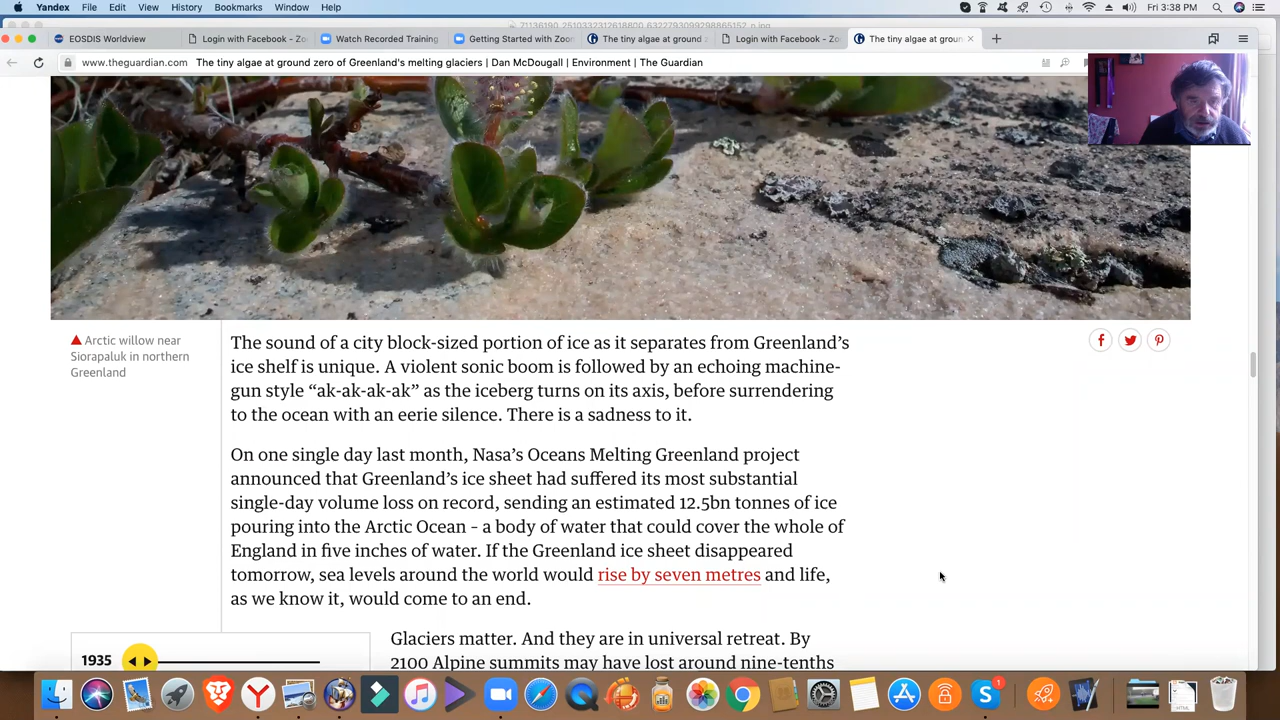 Yandex File Edit View History Bookmarks Window Help Fri 3:38 PM
EOSDIS Worldview Login with Facebook - Zo Watch Recorded Training Getting Started with Zoom The tiny algae at ground z Login with Facebook - Zo The tiny algae at groun
www.theguardian.com The tiny algae at ground zero of Greenland's melting glaciers | Dan McDougall | Environment | The Guardian
Arctic willow near
Siorapaluk in northern
Greenland
The sound of a city block-sized portion of ice as it separates from Greenland’s
ice shelf is unique. A violent sonic boom is followed by an echoing machine-
gun style “ak-ak-ak-ak” as the iceberg turns on its axis, before surrendering
to the ocean with an eerie silence. There is a sadness to it.
On one single day last month, Nasa’s Oceans Melting Greenland project
announced that Greenland’s ice sheet had suffered its most substantial
single-day volume loss on record, sending an estimated 12.5bn tonnes of ice
pouring into the Arctic Ocean – a body of water that could cover the whole of
England in five inches of water. If the Greenland ice sheet disappeared
tomorrow, sea levels around the world would rise by seven metres and life,
as we know it, would come to an end.
1935
Glaciers matter. And they are in universal retreat. By
2100 Alpine summits may have lost around nine-tenths
1